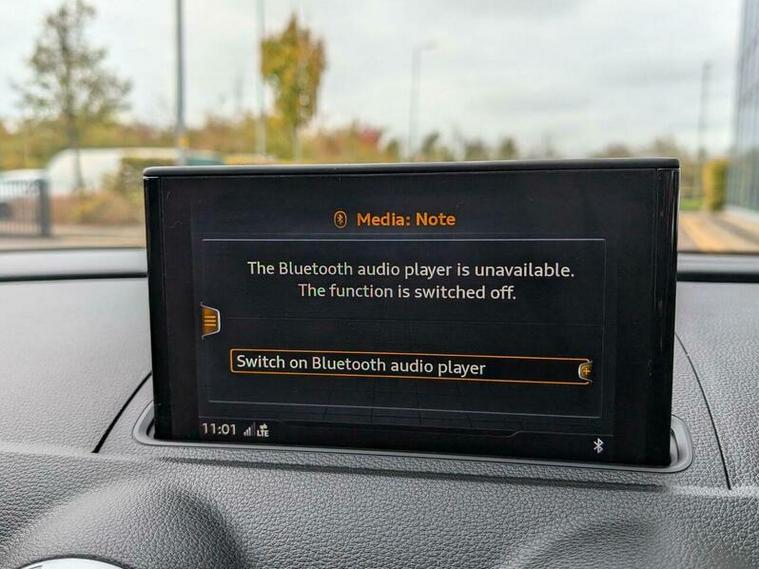 Media: Note
The Bluetooth audio player is unavailable.
The function is switched off.
Switch on Bluetooth audio player
11:01 LTE